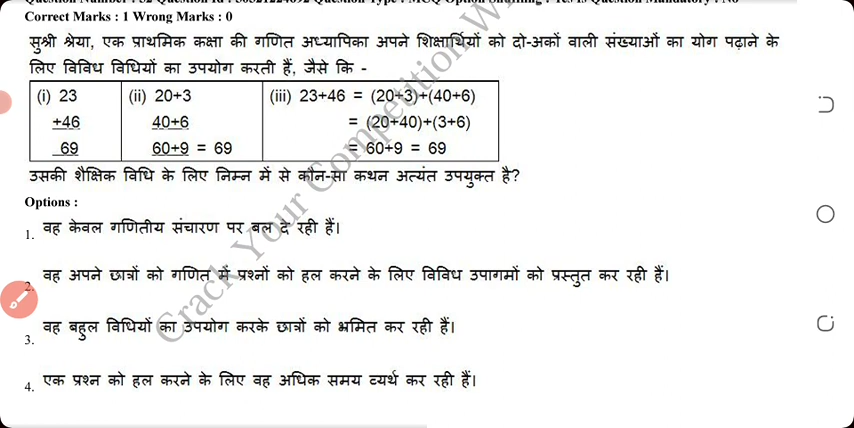 Correct Marks : 1 Wrong Marks : 0
सुश्री श्रेया, एक प्राथमिक कक्षा की गणित अध्यापिका अपने शिक्षार्थियों को दो-अकों वाली संख्याओं का योग पढ़ाने के
लिए विविध विधियों का उपयोग करती हैं, जैसे कि -
(i) 23 (ii) 20+3 (iii) 23+46 = (20+3)+(40+6)
+46 40+6 = (20+40)+(3+6)
69 60+9 = 69 = 60+9 = 69
उसकी शैक्षिक विधि के लिए निम्न में से कौन-सा कथन अत्यंत उपयुक्त है?
Options :
1. वह केवल गणितीय संचारण पर बल दे रही हैं।
2. वह अपने छात्रों को गणित में प्रश्नों को हल करने के लिए विविध उपागमों को प्रस्तुत कर रही हैं।
3. वह बहुल विधियों का उपयोग करके छात्रों को भ्रमित कर रही हैं।
4. एक प्रश्न को हल करने के लिए वह अधिक समय व्यर्थ कर रही हैं।
Crack Your Competition W